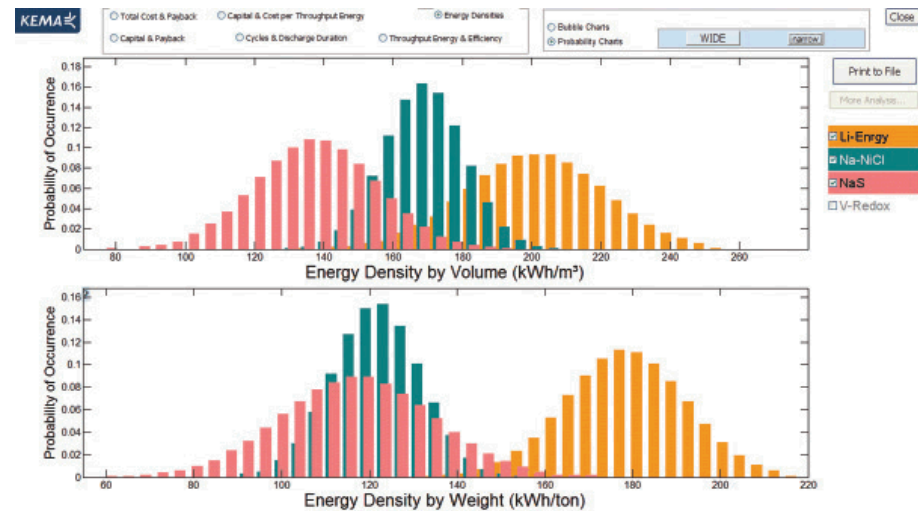 KEMA
Total Cost & Payback
Capital & Cost per Throughput Energy
Energy Densities
Capital & Payback
Cycles & Discharge Duration
Throughput Energy & Efficiency
Bubble Charts
Probability Charts
WIDE
narrow
Close
Print to File
More Analysis...
Li-Enrgy
Na-NiCl
NaS
V-Redox
Probability of Occurrence
0.18
0.16
0.14
0.12
0.1
0.08
0.06
0.04
0.02
0
80 100 120 140 160 180 200 220 240 260
Energy Density by Volume (kWh/m³)
Probability of Occurrence
0.16
0.14
0.12
0.1
0.08
0.06
0.04
0.02
0
60 80 100 120 140 160 180 200 220
Energy Density by Weight (kWh/ton)